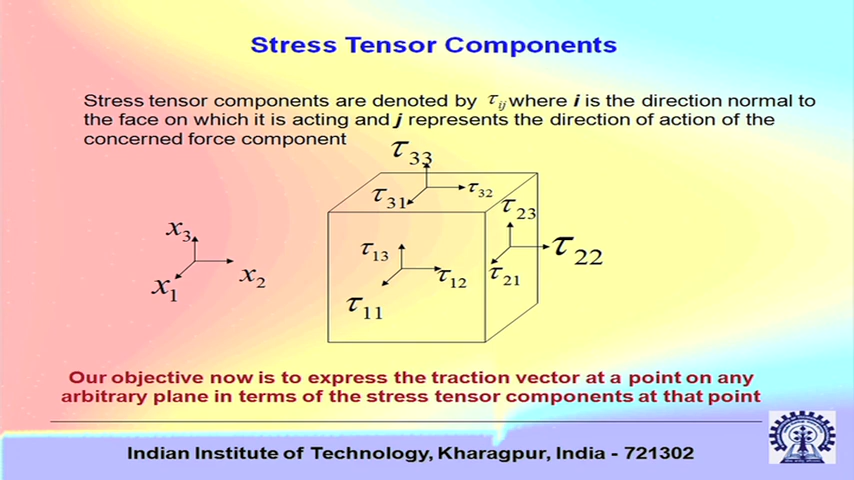 Stress Tensor Components
Stress tensor components are denoted by τij where i is the direction normal to
the face on which it is acting and j represents the direction of action of the
concerned force component
τ33
τ31
τ32
τ23
x3
τ13
τ22
x1
x2
τ12
τ21
τ11
Our objective now is to express the traction vector at a point on any
arbitrary plane in terms of the stress tensor components at that point
Indian Institute of Technology, Kharagpur, India - 721302